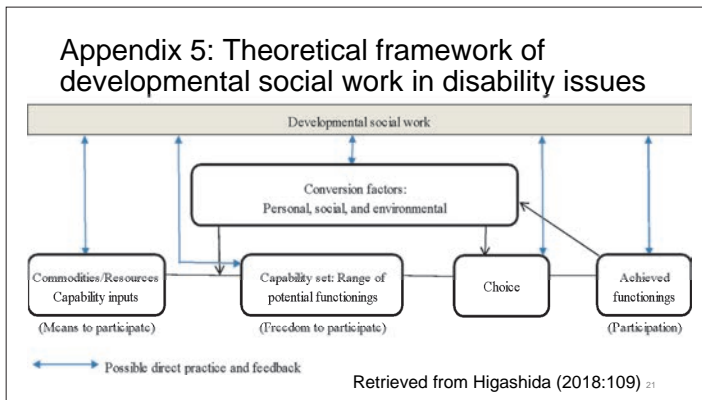 Appendix 5: Theoretical framework of
developmental social work in disability issues
Developmental social work
Conversion factors:
Personal, social, and environmental
Commodities/Resources
Capability inputs
(Means to participate)
Capability set: Range of
potential functionings
(Freedom to participate)
Choice
Achieved
functionings
(Participation)
Possible direct practice and feedback
Retrieved from Higashida (2018:109) 21